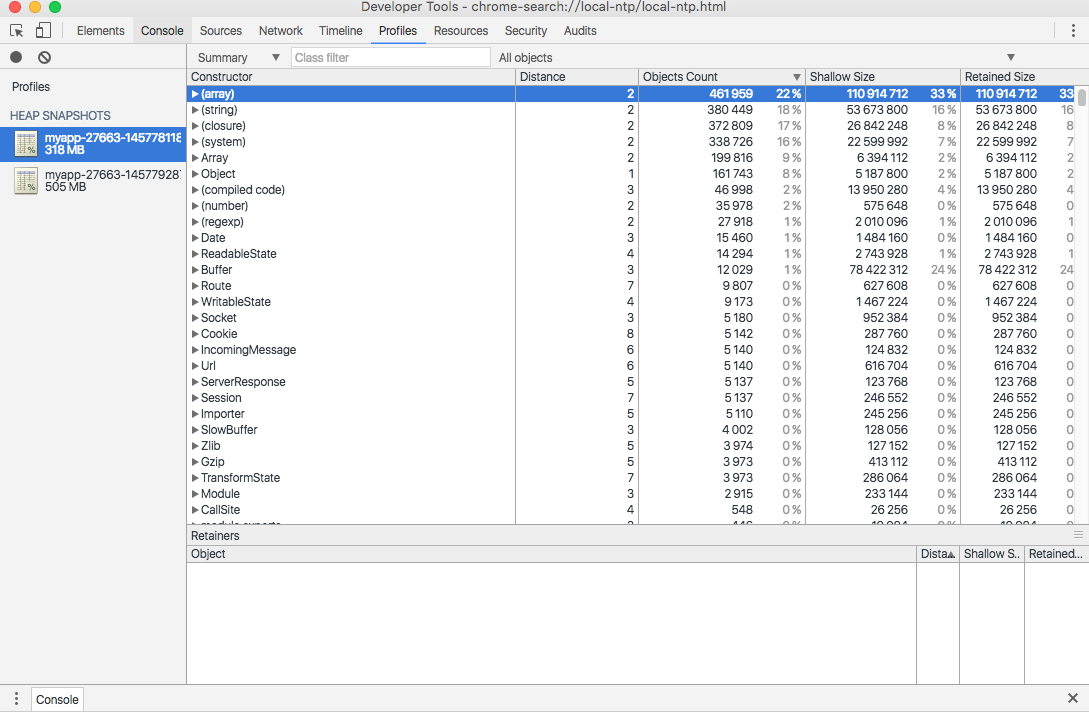 Developer Tools - chrome-search://local-ntp/local-ntp.html
Elements Console Sources Network Timeline Profiles Resources Security Audits
Summary ▼ Class filter All objects ▼
Profiles
HEAP SNAPSHOTS
myapp-27663-145778118
318 MB
myapp-27663-145779287
505 MB
Constructor Distance Objects Count ▼ Shallow Size Retained Size
(array) 2 461 959 22 % 110 914 712 33 % 110 914 712 33
(string) 2 380 449 18 % 53 673 800 16 % 53 673 800 16
(closure) 2 372 809 17 % 26 842 248 8 % 26 842 248 8
(system) 2 338 726 16 % 22 599 992 7 % 22 599 992 7
Array 2 199 816 9 % 6 394 112 2 % 6 394 112 2
Object 1 161 743 8 % 5 187 800 2 % 5 187 800 2
(compiled code) 3 46 998 2 % 13 950 280 4 % 13 950 280 4
(number) 2 35 978 2 % 575 648 0 % 575 648 0
(regexp) 2 27 918 1 % 2 010 096 1 % 2 010 096 1
Date 3 15 460 1 % 1 484 160 0 % 1 484 160 0
ReadableState 4 14 294 1 % 2 743 928 1 % 2 743 928 1
Buffer 3 12 029 1 % 78 422 312 24 % 78 422 312 24
Route 7 9 807 0 % 627 608 0 % 627 608 0
WritableState 4 9 173 0 % 1 467 224 0 % 1 467 224 0
Socket 3 5 180 0 % 952 384 0 % 952 384 0
Cookie 8 5 142 0 % 287 760 0 % 287 760 0
IncomingMessage 6 5 140 0 % 124 832 0 % 124 832 0
Url 6 5 140 0 % 616 704 0 % 616 704 0
ServerResponse 5 5 137 0 % 123 768 0 % 123 768 0
Session 7 5 137 0 % 246 552 0 % 246 552 0
Importer 5 5 110 0 % 245 256 0 % 245 256 0
SlowBuffer 3 4 002 0 % 128 056 0 % 128 056 0
Zlib 5 3 974 0 % 127 152 0 % 127 152 0
Gzip 5 3 973 0 % 413 112 0 % 413 112 0
TransformState 7 3 973 0 % 286 064 0 % 286 064 0
Module 3 2 915 0 % 233 144 0 % 233 144 0
CallSite 4 548 0 % 26 256 0 % 26 256 0
Retainers
Object Dista▲ Shallow S.. Retained...
Console